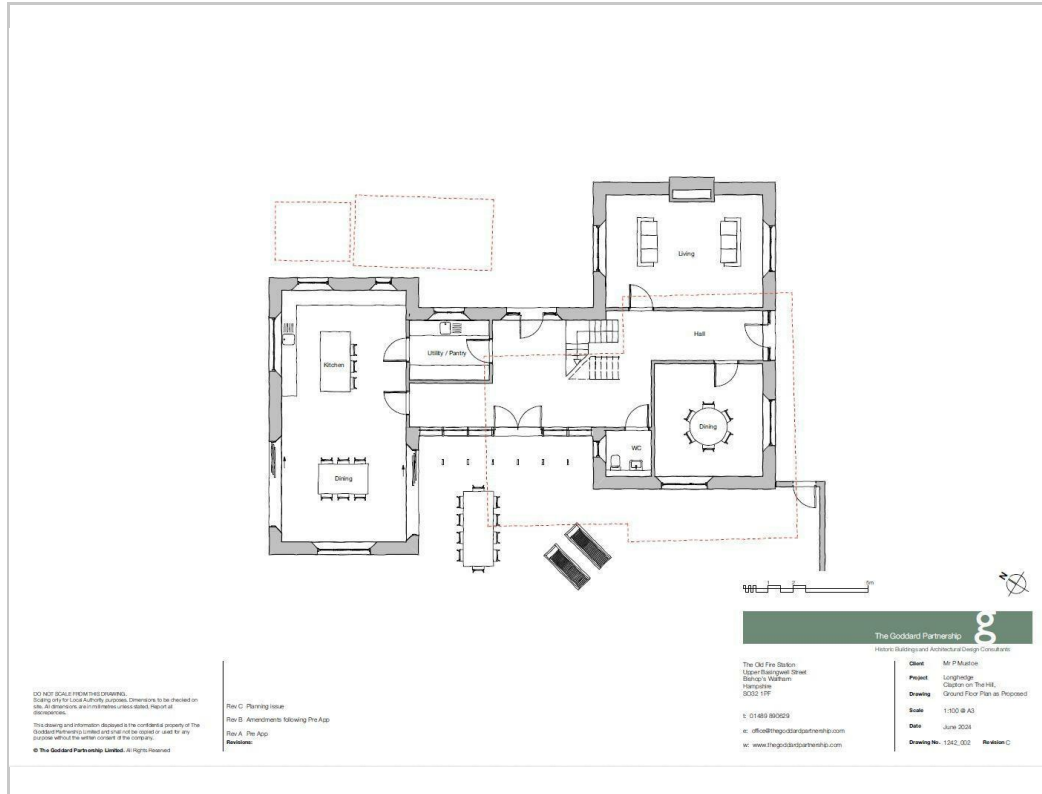 Living
Hall
Utility / Pantry
Kitchen
Dining
WC
Dining
1
2
5m
N
g
The Goddard Partnership
Historic Buildings and Architectural Design Consultants
The Old Fire Station
Upper Basingwell Street
Bishop's Waltham
Hampshire
SO32 1PF
t: 01489 890629
e: office@thegoddardpartnership.com
w: www.thegoddardpartnership.com
Client Mr P Mustoe
Project Longhedge
Clapton on The Hill,
Drawing Ground Floor Plan as Proposed
Scale 1:100 @ A3
Date June 2024
Drawing No. 1242_002 Revision C
DO NOT SCALE FROM THIS DRAWING.
Scaling only for Local Authority purposes. Dimensions to be checked on
site. All dimensions are in millimetres unless stated. Report all
discrepancies.
This drawing and information displayed is the confidential property of The
Goddard Partnership Limited and shall not be copied or used for any
purpose without the written consent of the company.
© The Goddard Partnership Limited. All Rights Reserved
Rev C Planning Issue
Rev B Amendments following Pre App
Rev A Pre App
Revisions: